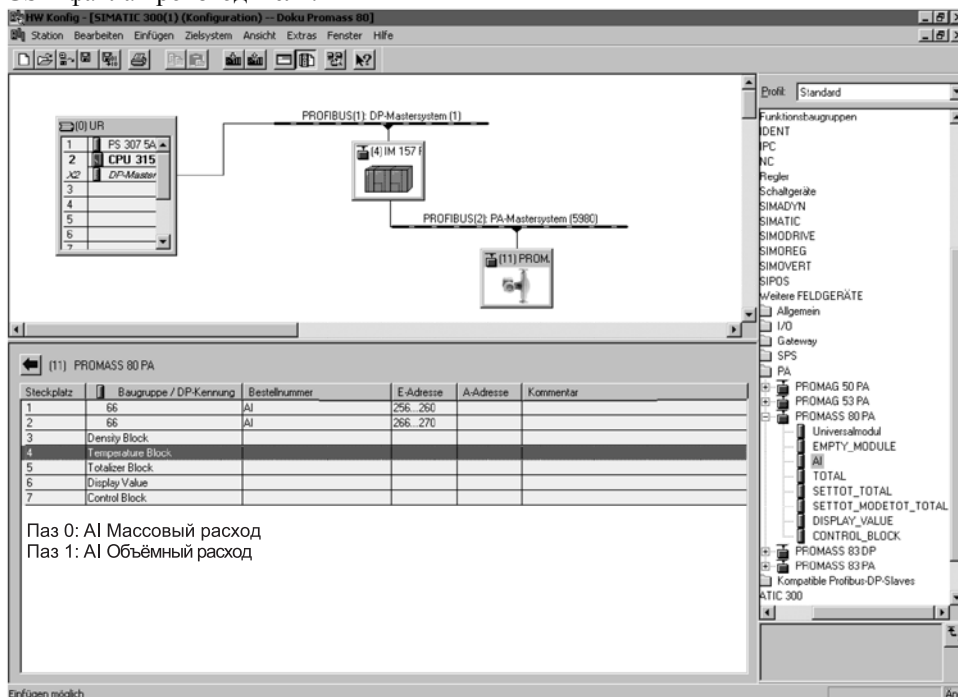 HW Konfig - [SIMATIC 300(1) (Konfiguration) -- Doku Promass 80]
Station Bearbeiten Einfügen Zielsystem Ansicht Extras Fenster Hilfe
(0) UR
1 PS 307 5A
2 CPU 315
X2 DP-Master
3
4
5
6
7
PROFIBUS(1): DP-Mastersystem (1)
(4) IM 157
PROFIBUS(2): PA-Mastersystem (5980)
(11) PROM.
Profil: Standard
Funktionsbaugruppen
IDENT
IPC
NC
Regler
Schaltgeräte
SIMADYN
SIMATIC
SIMODRIVE
SIMOREG
SIMOVERT
SIPOS
Weitere FELDGERÄTE
Allgemein
I/O
Gateway
SPS
PA
PROMAG 50 PA
PROMAG 53 PA
PROMASS 80 PA
Universalmodul
EMPTY_MODULE
AI
TOTAL
SETTOT_TOTAL
SETTOT_MODETOT_TOTAL
DISPLAY_VALUE
CONTROL_BLOCK
PROMASS 83 DP
PROMASS 83 PA
Kompatible Profibus-DP-Slaves
ATIC 300
(11) PROMASS 80 PA
Steckplatz Baugruppe / DP-Kennung Bestellnummer E-Adresse A-Adresse Kommentar
1 66 AI 256...260
2 66 AI 266...270
3 Density Block
4 Temperature Block
5 Totalizer Block
6 Display Value
7 Control Block
Паз 0: AI Массовый расход
Паз 1: AI Объёмный расход
Einfügen möglich